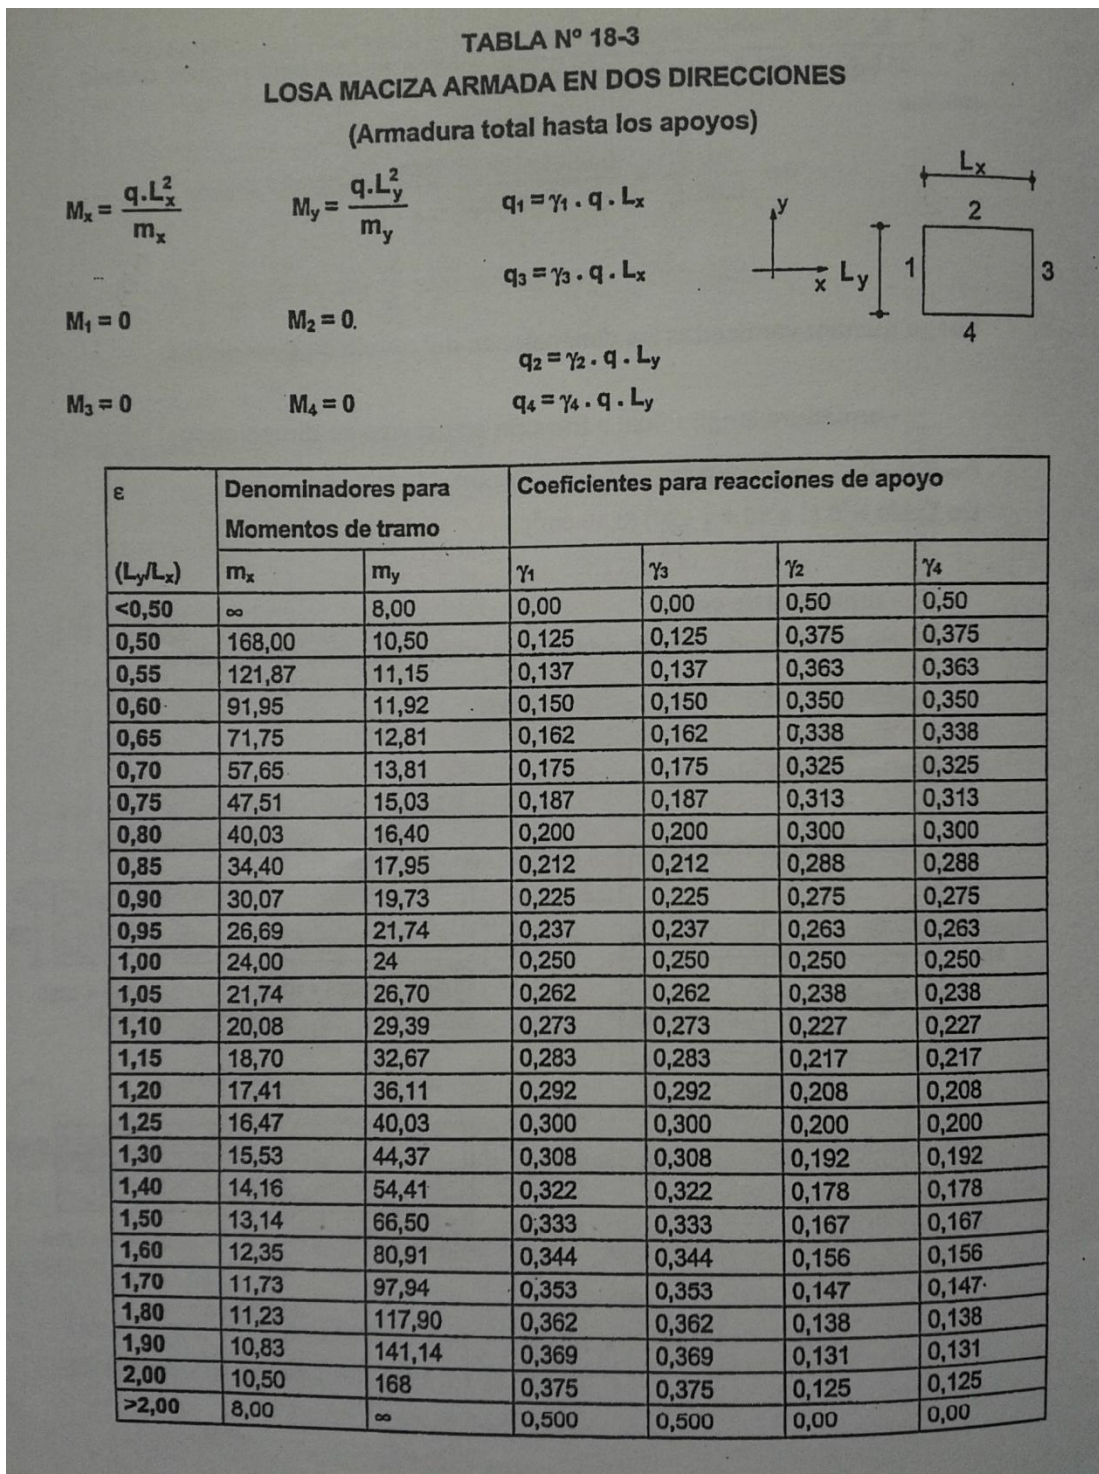 TABLA Nº 18-3
LOSA MACIZA ARMADA EN DOS DIRECCIONES
(Armadura total hasta los apoyos)
Mx = q.Lx² / mx My = q.Ly² / my q1 = γ1 . q . Lx
q3 = γ3 . q . Lx
M1 = 0 M2 = 0.
q2 = γ2 . q . Ly
M3 = 0 M4 = 0 q4 = γ4 . q . Ly
Lx
y 2
x Ly 1 3
4
ε Denominadores para Momentos de tramo Coeficientes para reacciones de apoyo
(Ly/Lx) mx my γ1 γ3 γ2 γ4
<0,50 ∞ 8,00 0,00 0,00 0,50 0,50
0,50 168,00 10,50 0,125 0,125 0,375 0,375
0,55 121,87 11,15 0,137 0,137 0,363 0,363
0,60 91,95 11,92 0,150 0,150 0,350 0,350
0,65 71,75 12,81 0,162 0,162 0,338 0,338
0,70 57,65 13,81 0,175 0,175 0,325 0,325
0,75 47,51 15,03 0,187 0,187 0,313 0,313
0,80 40,03 16,40 0,200 0,200 0,300 0,300
0,85 34,40 17,95 0,212 0,212 0,288 0,288
0,90 30,07 19,73 0,225 0,225 0,275 0,275
0,95 26,69 21,74 0,237 0,237 0,263 0,263
1,00 24,00 24 0,250 0,250 0,250 0,250
1,05 21,74 26,70 0,262 0,262 0,238 0,238
1,10 20,08 29,39 0,273 0,273 0,227 0,227
1,15 18,70 32,67 0,283 0,283 0,217 0,217
1,20 17,41 36,11 0,292 0,292 0,208 0,208
1,25 16,47 40,03 0,300 0,300 0,200 0,200
1,30 15,53 44,37 0,308 0,308 0,192 0,192
1,40 14,16 54,41 0,322 0,322 0,178 0,178
1,50 13,14 66,50 0,333 0,333 0,167 0,167
1,60 12,35 80,91 0,344 0,344 0,156 0,156
1,70 11,73 97,94 0,353 0,353 0,147 0,147
1,80 11,23 117,90 0,362 0,362 0,138 0,138
1,90 10,83 141,14 0,369 0,369 0,131 0,131
2,00 10,50 168 0,375 0,375 0,125 0,125
>2,00 8,00 ∞ 0,500 0,500 0,00 0,00